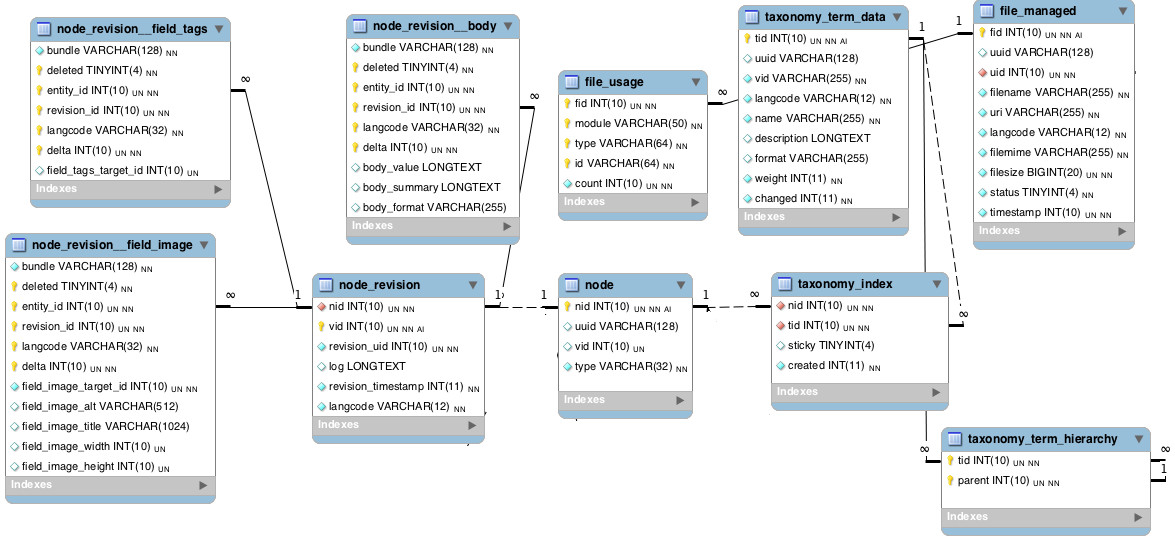 node_revision__field_tags
bundle VARCHAR(128) NN
deleted TINYINT(4) NN
entity_id INT(10) UN NN
revision_id INT(10) UN NN
langcode VARCHAR(32) NN
delta INT(10) UN NN
field_tags_target_id INT(10) UN
Indexes
∞
node_revision__body
bundle VARCHAR(128) NN
deleted TINYINT(4) NN
entity_id INT(10) UN NN
revision_id INT(10) UN NN
langcode VARCHAR(32) NN
delta INT(10) UN NN
body_value LONGTEXT
body_summary LONGTEXT
body_format VARCHAR(255)
Indexes
∞
file_usage
fid INT(10) UN NN
module VARCHAR(50) NN
type VARCHAR(64) NN
id VARCHAR(64) NN
count INT(10) UN NN
Indexes
∞
taxonomy_term_data
tid INT(10) UN NN AI
uuid VARCHAR(128)
vid VARCHAR(255) NN
langcode VARCHAR(12) NN
name VARCHAR(255) NN
description LONGTEXT
format VARCHAR(255)
weight INT(11) NN
changed INT(11) NN
Indexes
1
1
file_managed
fid INT(10) UN NN AI
uuid VARCHAR(128)
uid INT(10) UN NN
filename VARCHAR(255) NN
uri VARCHAR(255) NN
langcode VARCHAR(12) NN
filemime VARCHAR(255) NN
filesize BIGINT(20) UN NN
status TINYINT(4) NN
timestamp INT(10) UN NN
Indexes
node_revision__field_image
bundle VARCHAR(128) NN
deleted TINYINT(4) NN
entity_id INT(10) UN NN
revision_id INT(10) UN NN
langcode VARCHAR(32) NN
delta INT(10) UN NN
field_image_target_id INT(10) UN NN
field_image_alt VARCHAR(512)
field_image_title VARCHAR(1024)
field_image_width INT(10) UN
field_image_height INT(10) UN
Indexes
∞
1
node_revision
nid INT(10) UN NN
vid INT(10) UN NN AI
revision_uid INT(10) UN NN
log LONGTEXT
revision_timestamp INT(11) NN
langcode VARCHAR(12) NN
Indexes
1
1
node
nid INT(10) UN NN AI
uuid VARCHAR(128)
vid INT(10) UN
type VARCHAR(32) NN
Indexes
1
∞
taxonomy_index
nid INT(10) UN NN
tid INT(10) UN NN
sticky TINYINT(4)
created INT(11) NN
Indexes
∞
∞
taxonomy_term_hierarchy
tid INT(10) UN NN
parent INT(10) UN NN
Indexes
∞
1